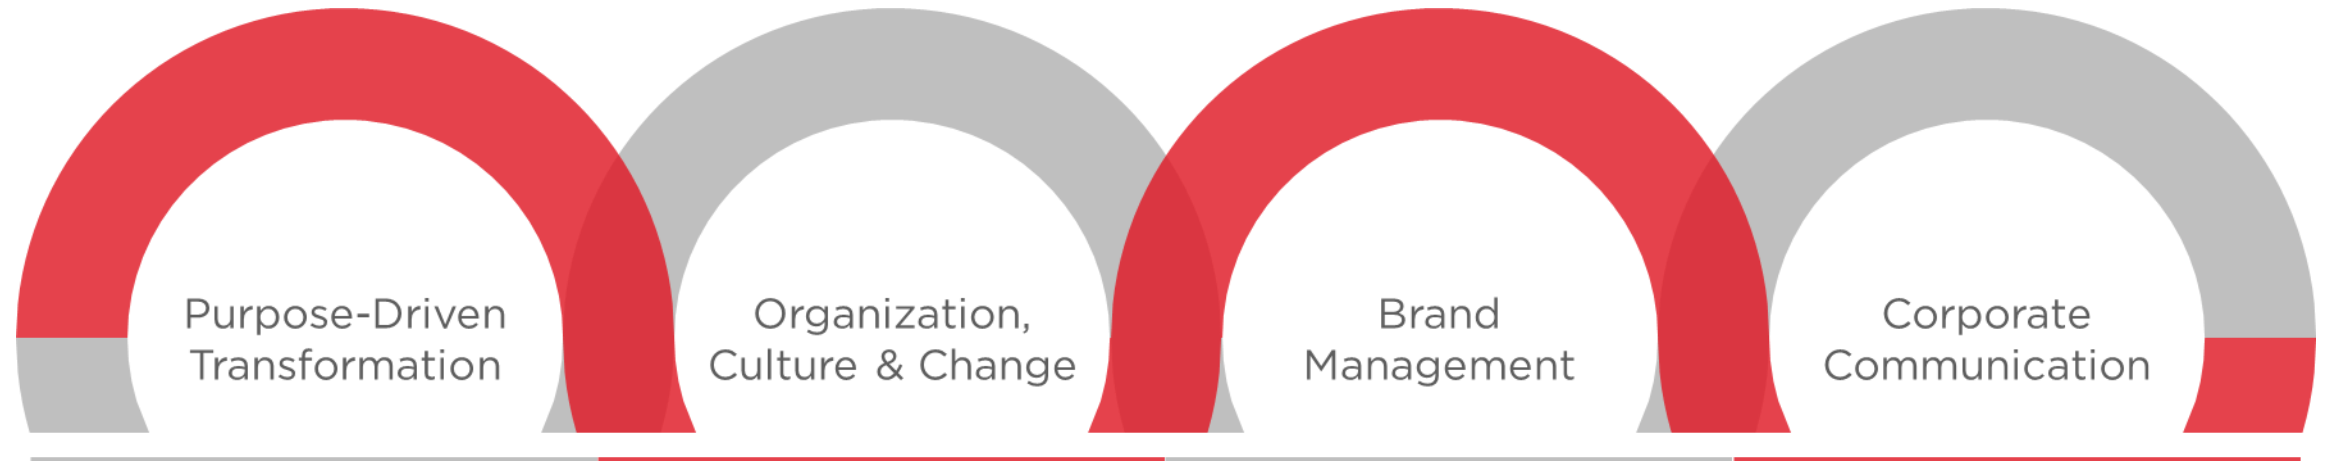 Purpose-Driven
Transformation
Organization,
Culture & Change
Brand
Management
Corporate
Communication